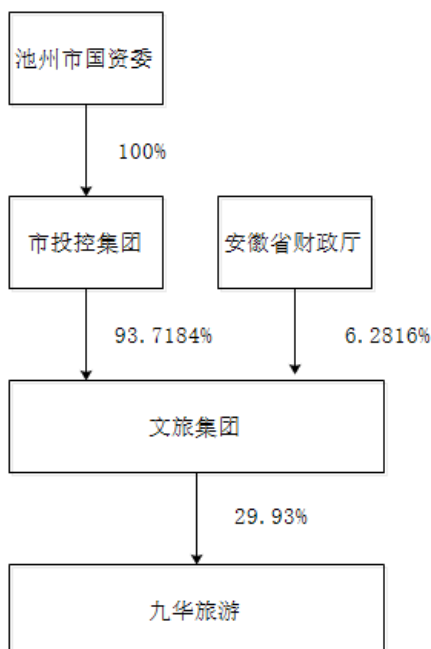 池州市国资委
100%
市投控集团
安徽省财政厅
93.7184%
6.2816%
文旅集团
29.93%
九华旅游